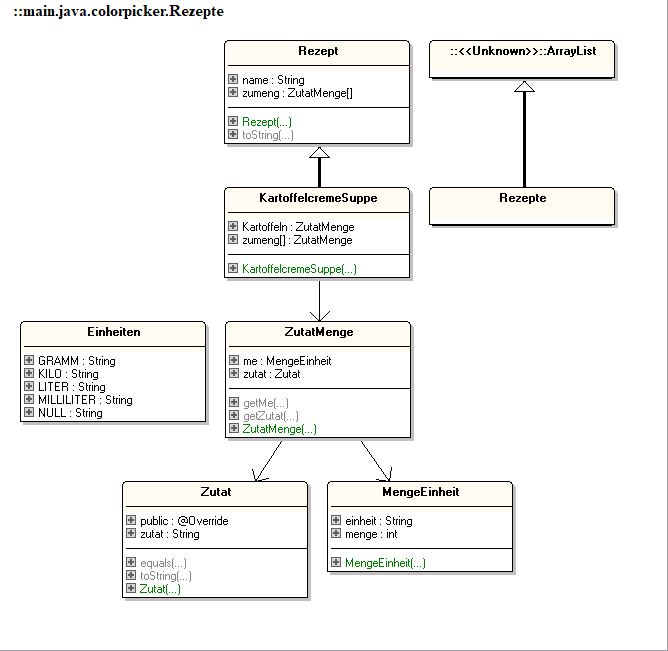 ::main.java.colorpicker.Rezepte
Rezept
name : String
zumeng : ZutatMenge[]
Rezept(...)
toString(...)
::<<Unknown>>::ArrayList
KartoffelcremeSuppe
Kartoffeln : ZutatMenge
zumeng[] : ZutatMenge
KartoffelcremeSuppe(...)
Rezepte
Einheiten
GRAMM : String
KILO : String
LITER : String
MILLILITER : String
NULL : String
ZutatMenge
me : MengeEinheit
zutat : Zutat
getMe(...)
getZutat(...)
ZutatMenge(...)
Zutat
public : @Override
zutat : String
equals(...)
toString(...)
Zutat(...)
MengeEinheit
einheit : String
menge : int
MengeEinheit(...)